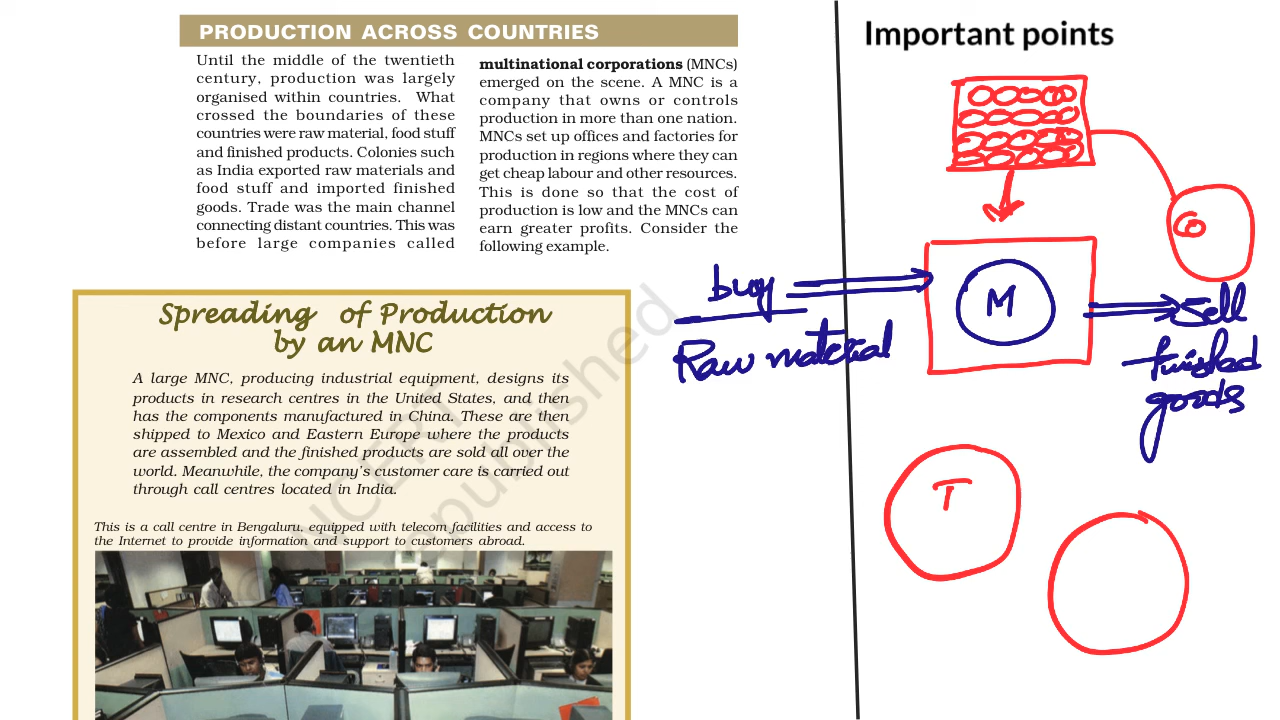 PRODUCTION ACROSS COUNTRIES
Until the middle of the twentieth
century, production was largely
organised within countries. What
crossed the boundaries of these
countries were raw material, food stuff
and finished products. Colonies such
as India exported raw materials and
food stuff and imported finished
goods. Trade was the main channel
connecting distant countries. This was
before large companies called
multinational corporations (MNCs)
emerged on the scene. A MNC is a
company that owns or controls
production in more than one nation.
MNCs set up offices and factories for
production in regions where they can
get cheap labour and other resources.
This is done so that the cost of
production is low and the MNCs can
earn greater profits. Consider the
following example.
Spreading of Production
by an MNC
A large MNC, producing industrial equipment, designs its
products in research centres in the United States, and then
has the components manufactured in China. These are then
shipped to Mexico and Eastern Europe where the products
are assembled and the finished products are sold all over the
world. Meanwhile, the company's customer care is carried out
through call centres located in India.
This is a call centre in Bengaluru, equipped with telecom facilities and access to
the Internet to provide information and support to customers abroad.
NCERT
republished
Important points
M
buy
Raw material
Sell
finished
goods
T